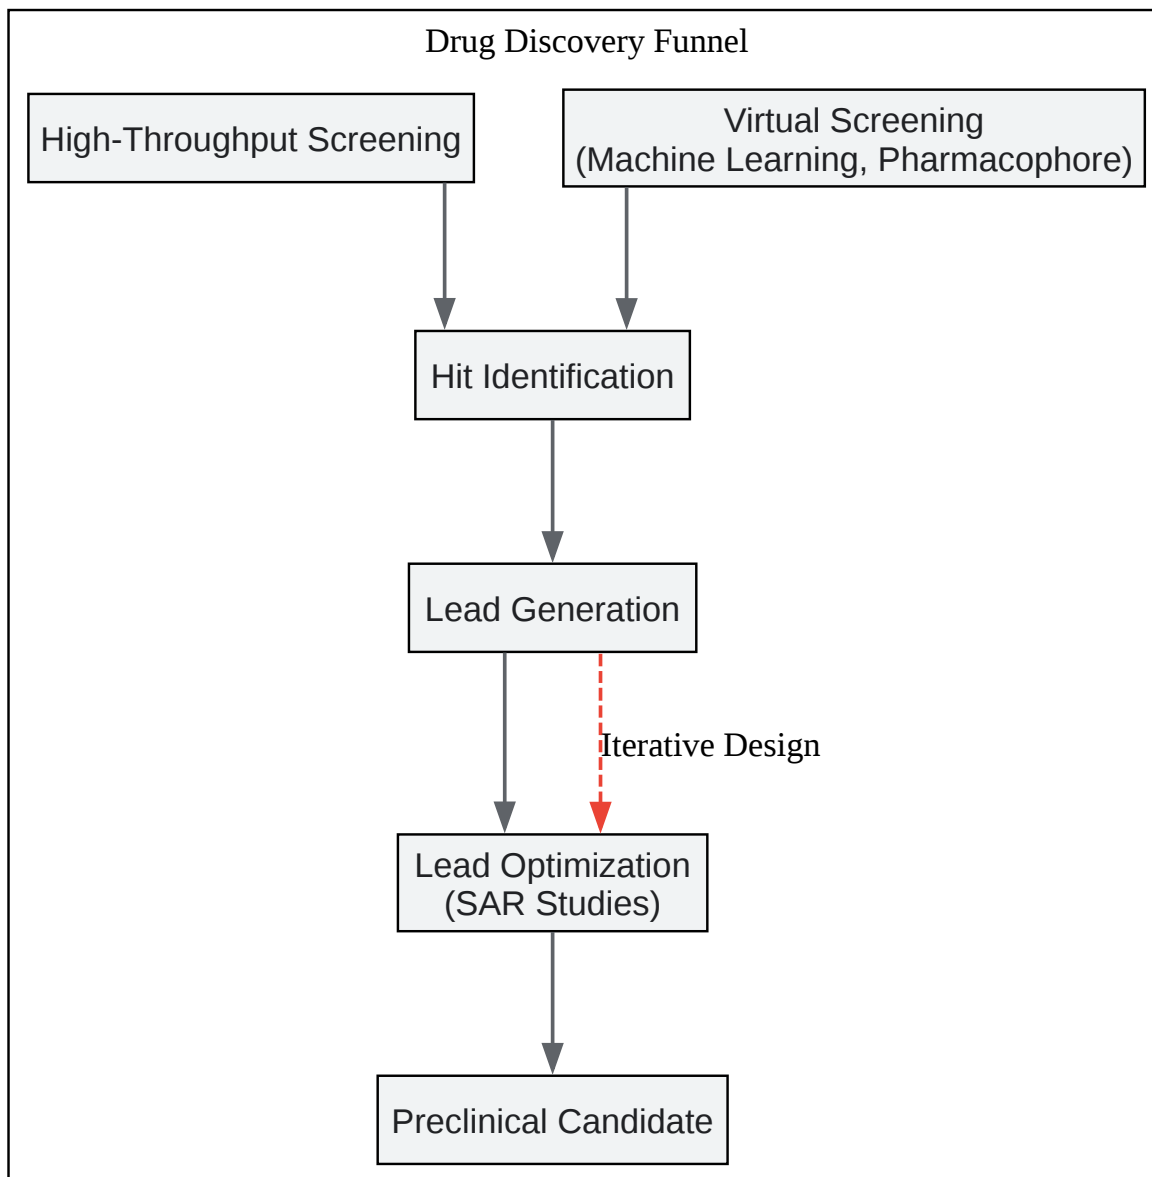 Drug Discovery Funnel
High-Throughput Screening
Virtual Screening
(Machine Learning, Pharmacophore)
Hit Identification
Lead Generation
Iterative Design
Lead Optimization
(SAR Studies)
Preclinical Candidate